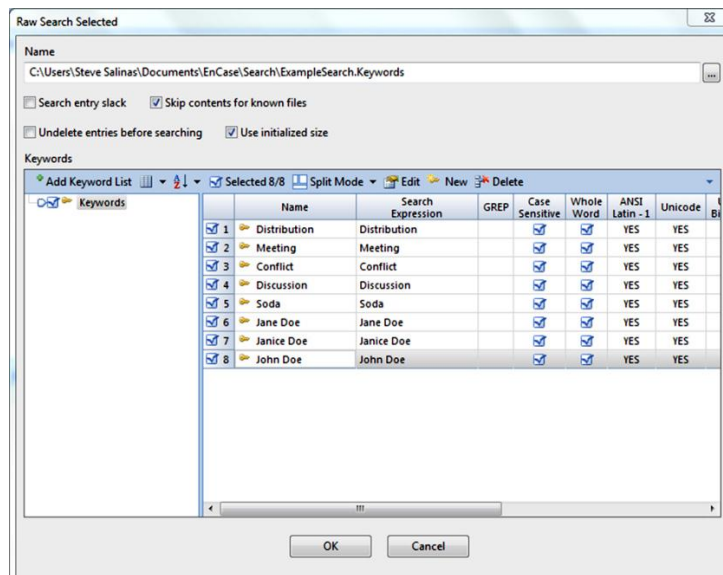 Raw Search Selected
Name
C:\Users\Steve Salinas\Documents\EnCase\Search\ExampleSearch.Keywords
...
Search entry slack Skip contents for known files
Undelete entries before searching Use initialized size
Keywords
Add Keyword List Selected 8/8 Split Mode Edit New Delete
Keywords
Name Search Expression GREP Case Sensitive Whole Word ANSI Latin - 1 Unicode
1 Distribution Distribution YES YES
2 Meeting Meeting YES YES
3 Conflict Conflict YES YES
4 Discussion Discussion YES YES
5 Soda Soda YES YES
6 Jane Doe Jane Doe YES YES
7 Janice Doe Janice Doe YES YES
8 John Doe John Doe YES YES
OK Cancel